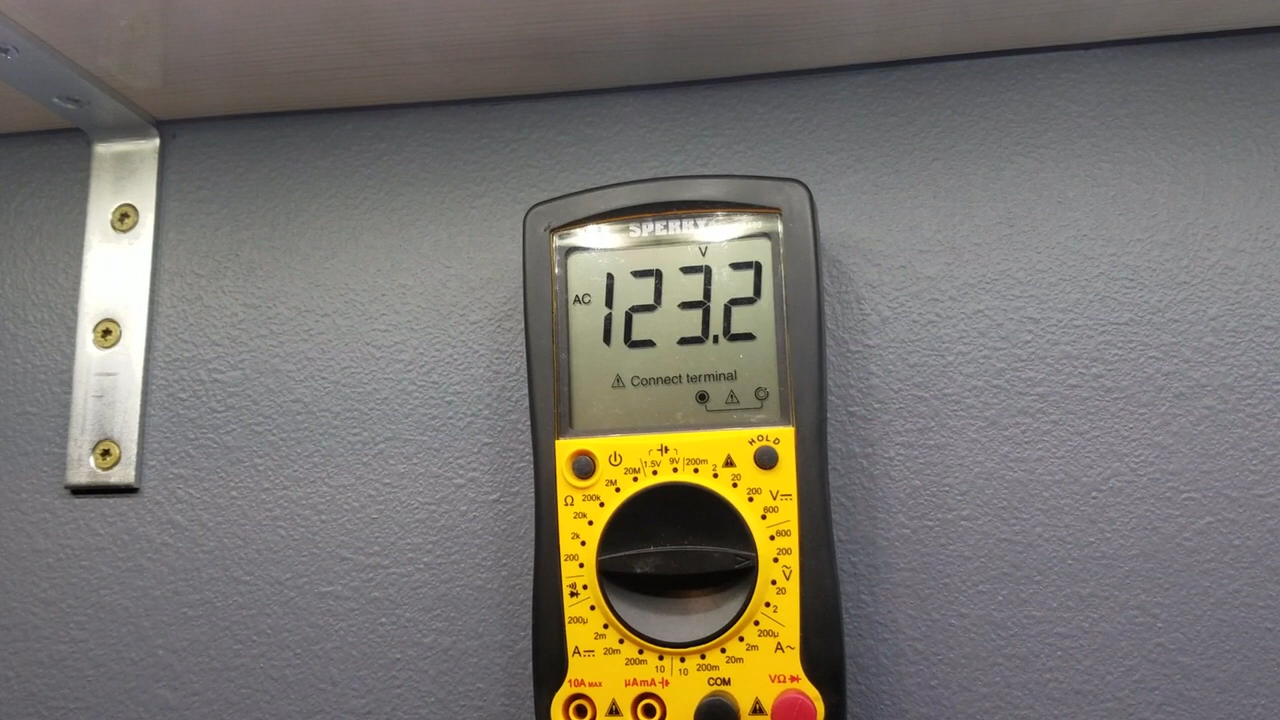 SPERRY
V
AC 123.2
⚠ Connect terminal
HOLD
20M 1.5V 9V 200m 2
2M 20
Ω 200k 200 V⎓
20k 600
2k 600
200 200
V~
20
200µ 2
2m 200µ
A⎓ 20m 2m A~
200m 10 10 200m 20m
10A MAX µAmA COM VΩ